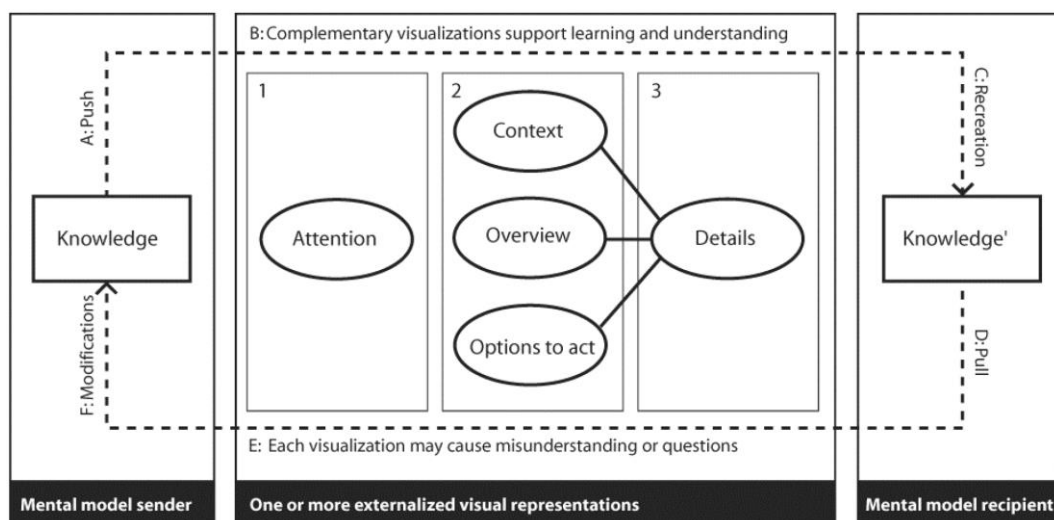 B: Complementary visualizations support learning and understanding
A: Push
C: Recreation
1
2
3
Context
Knowledge
Attention
Overview
Details
Knowledge'
Options to act
F: Modifications
D: Pull
E: Each visualization may cause misunderstanding or questions
Mental model sender
One or more externalized visual representations
Mental model recipient